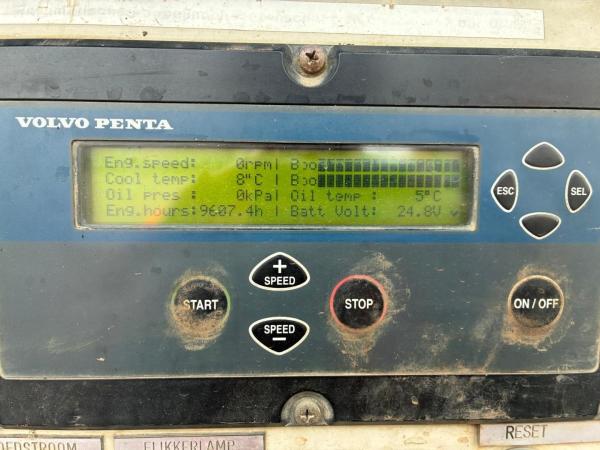 VOLVO PENTA
Eng.speed: 0rpm| Boo
Cool temp: 8°C | Boo
Oil pres : 0kPa| Oil temp : 5°C
Eng.hours:9607.4h| Batt Volt: 24.8V
ESC
SEL
+
SPEED
START
STOP
ON / OFF
SPEED
-
FLIKKERLAMP
RESET